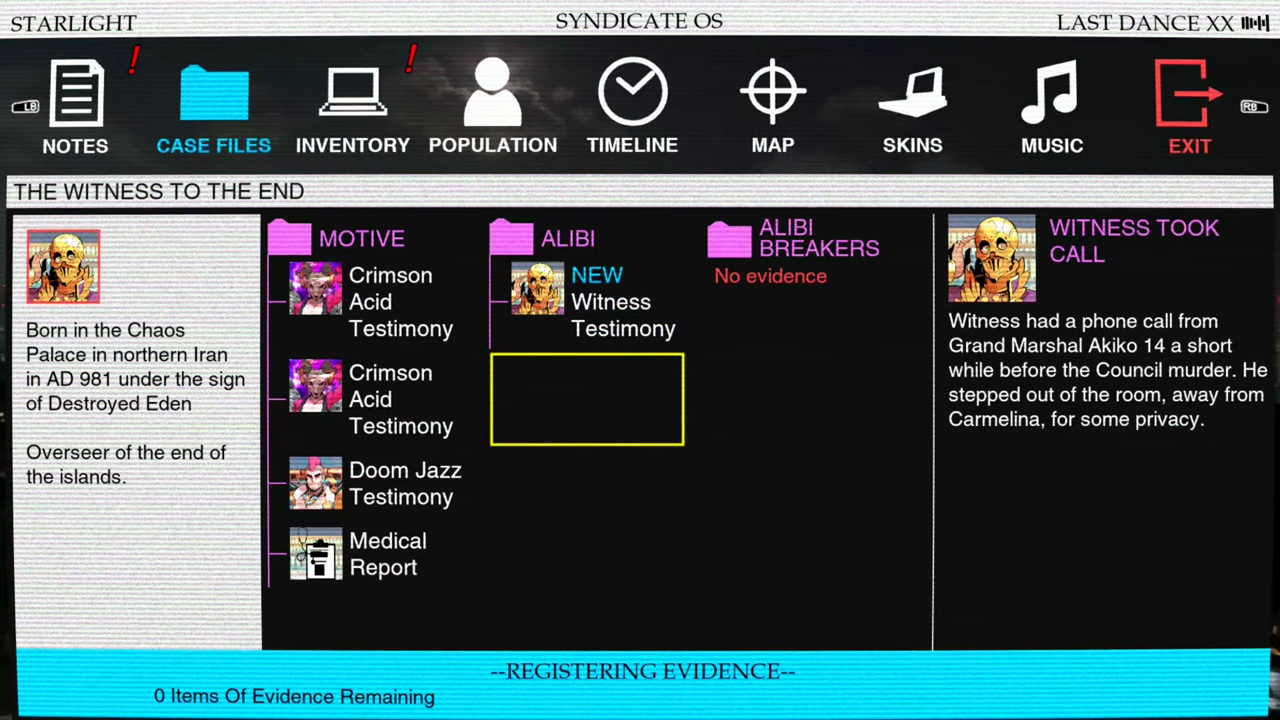 STARLIGHT
SYNDICATE OS
LAST DANCE XX
LB
NOTES
CASE FILES
INVENTORY
POPULATION
TIMELINE
MAP
SKINS
MUSIC
EXIT
RB
THE WITNESS TO THE END
Born in the Chaos
Palace in northern Iran
in AD 981 under the sign
of Destroyed Eden
Overseer of the end of
the islands.
MOTIVE
Crimson
Acid
Testimony
Crimson
Acid
Testimony
Doom Jazz
Testimony
Medical
Report
ALIBI
NEW
Witness
Testimony
ALIBI
BREAKERS
No evidence
WITNESS TOOK
CALL
Witness had a phone call from
Grand Marshal Akiko 14 a short
while before the Council murder. He
stepped out of the room, away from
Carmelina, for some privacy.
--REGISTERING EVIDENCE--
0 Items Of Evidence Remaining